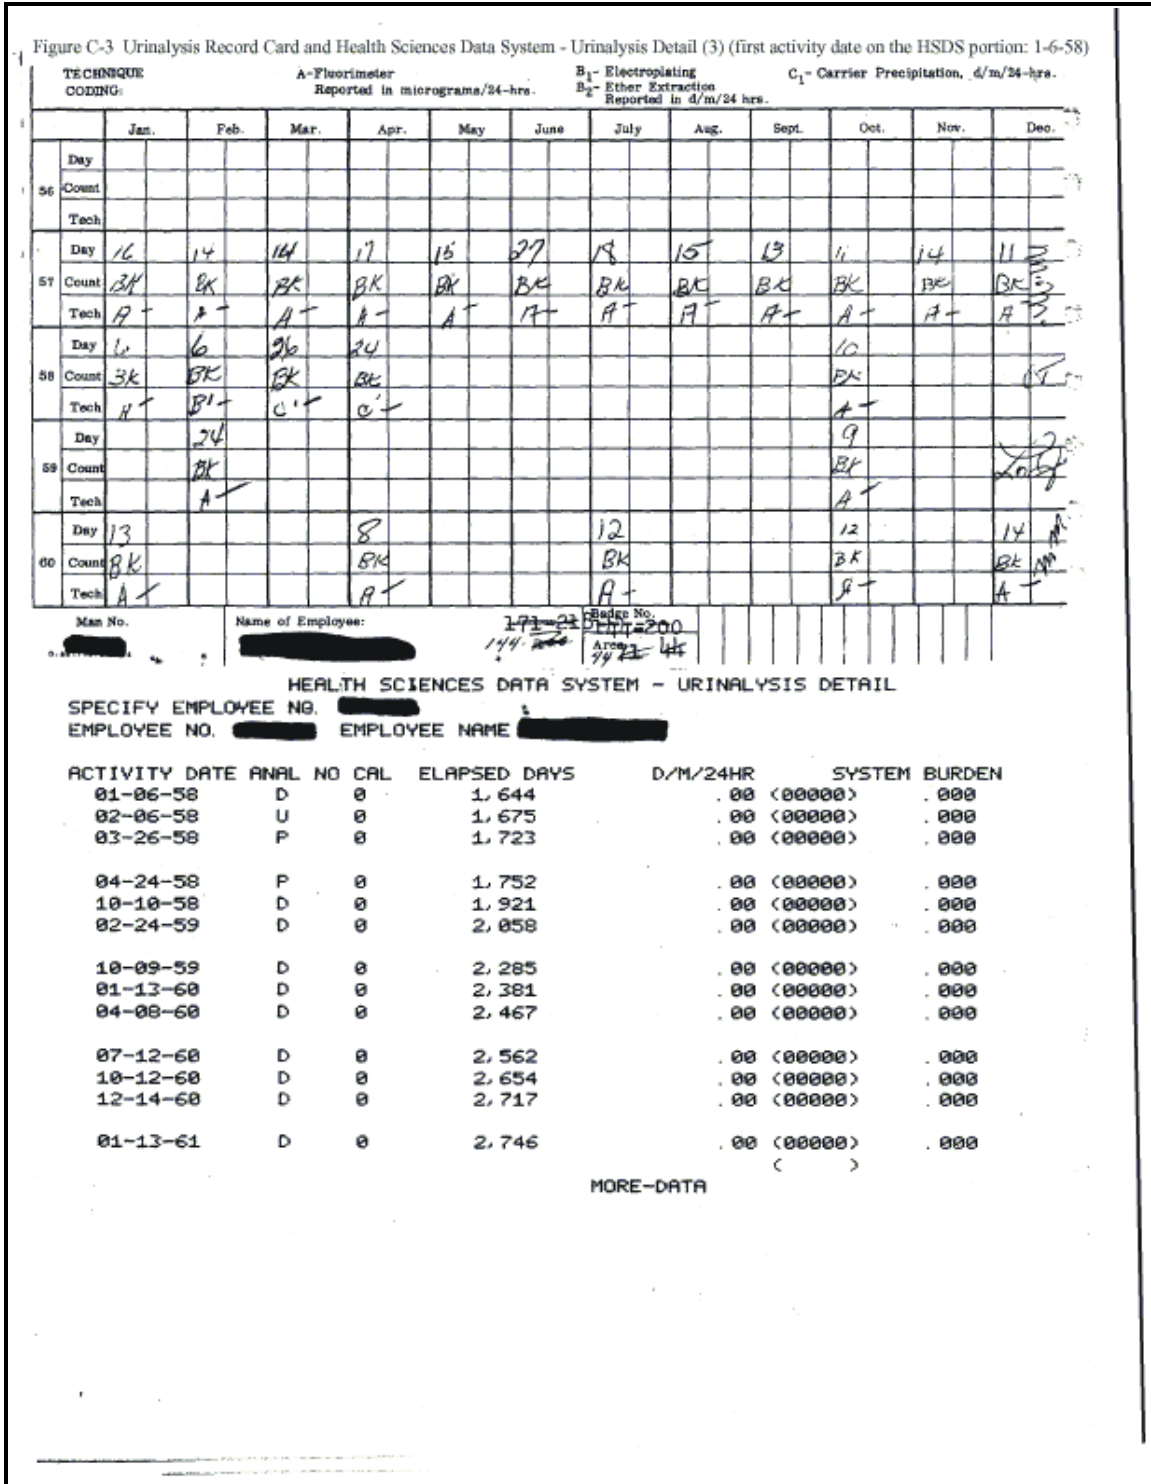 Figure C-3 Urinalysis Record Card and Health Sciences Data System - Urinalysis Detail (3) (first activity date on the HSDS portion: 1-6-58)
TECHNIQUE CODING: A-Fluorimeter Reported in micrograms/24-hrs. B1- Electroplating B2- Ether Extraction Reported in d/m/24 hrs. C1- Carrier Precipitation, d/m/24-hrs.
Jan. Feb. Mar. Apr. May June July Aug. Sept. Oct. Nov. Dec.
Day
56 Count
Tech
Day 16 14 14 17 15 27 18 15 13 11 14 11
57 Count BK BK BK BK BK BK BK BK BK BK BK BK
Tech A - A - A - A - A - A - A - A - A - A - A - A
Day 6 6 26 24 10
58 Count BK BK BK BK BK
Tech A - B' - C' - C' - A -
Day 24 9
59 Count BK BK
Tech A - A -
Day 13 8 12 12 14
60 Count BK BK BK BK BK
Tech A - A - A - A - A -
Man No. Name of Employee: Badge No.
144-200
Area
44
HEALTH SCIENCES DATA SYSTEM - URINALYSIS DETAIL
SPECIFY EMPLOYEE NO.
EMPLOYEE NO. EMPLOYEE NAME
ACTIVITY DATE ANAL NO CAL ELAPSED DAYS D/M/24HR SYSTEM BURDEN
01-06-58 D 0 1,644 .00 (00000) .000
02-06-58 U 0 1,675 .00 (00000) .000
03-26-58 P 0 1,723 .00 (00000) .000
04-24-58 P 0 1,752 .00 (00000) .000
10-10-58 D 0 1,921 .00 (00000) .000
02-24-59 D 0 2,058 .00 (00000) .000
10-09-59 D 0 2,285 .00 (00000) .000
01-13-60 D 0 2,381 .00 (00000) .000
04-08-60 D 0 2,467 .00 (00000) .000
07-12-60 D 0 2,562 .00 (00000) .000
10-12-60 D 0 2,654 .00 (00000) .000
12-14-60 D 0 2,717 .00 (00000) .000
01-13-61 D 0 2,746 .00 (00000) .000
( )
MORE-DATA